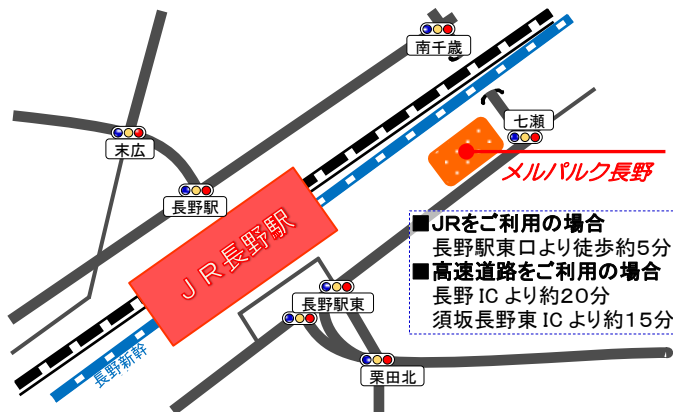 南千歳
七瀬
末広
メルパルク長野
長野駅
JR長野駅
■JRをご利用の場合
長野駅東口より徒歩約5分
■高速道路をご利用の場合
長野ICより約20分
須坂長野東ICより約15分
長野駅東
長野新幹
栗田北